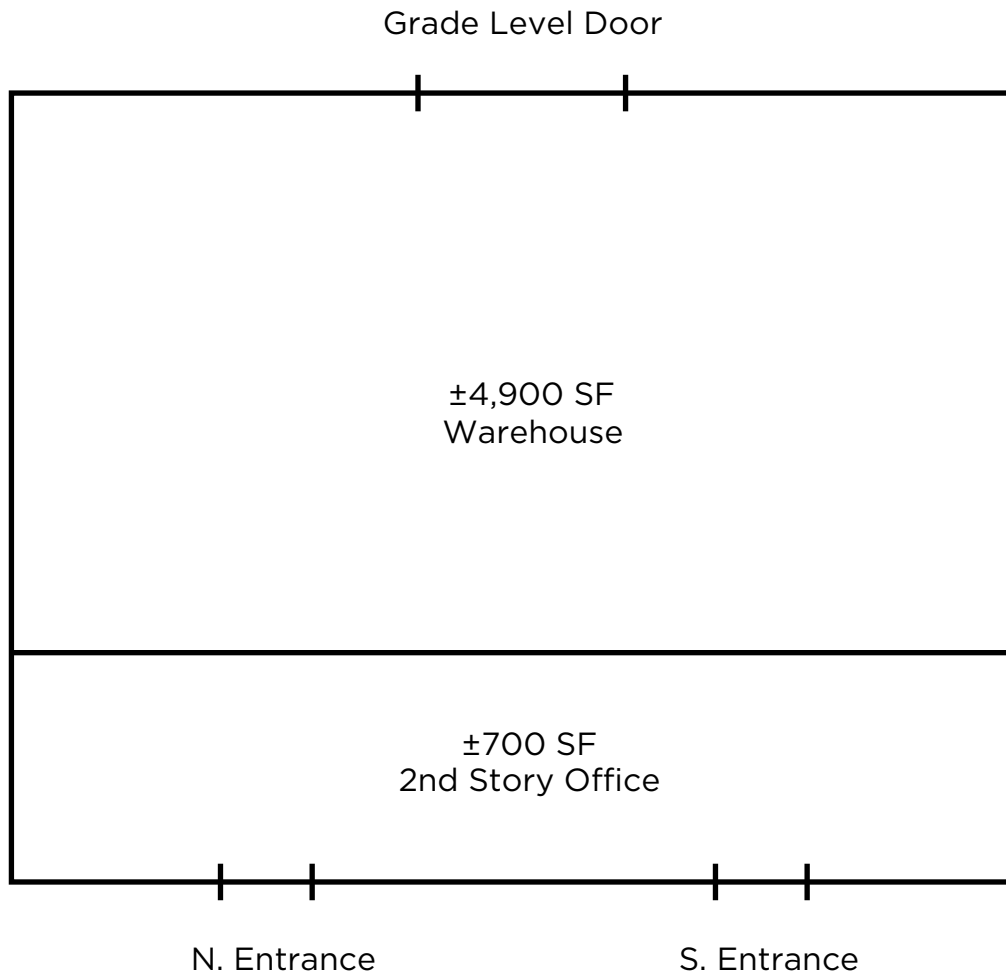 Grade Level Door
±4,900 SF
Warehouse
±700 SF
2nd Story Office
N. Entrance
S. Entrance